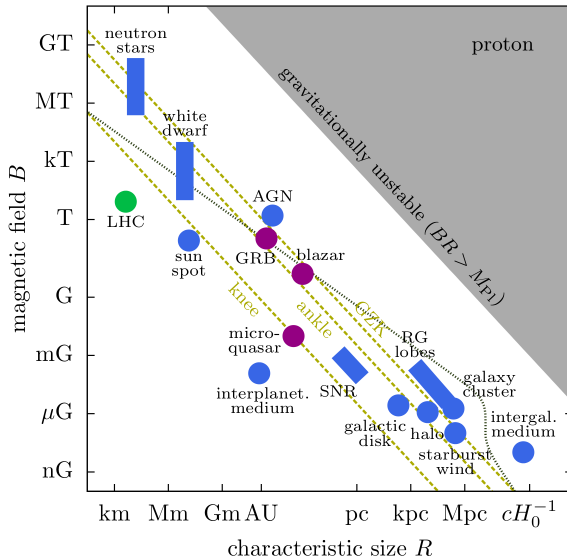 GT
MT
kT
T
G
mG
μG
nG
magnetic field B
km
Mm
Gm
AU
pc
kpc
Mpc
cH₀⁻¹
characteristic size R
proton
gravitationally unstable (BR > M_Pl)
neutron
stars
white
dwarf
LHC
sun
spot
AGN
GRB
blazar
knee
ankle
GZK
micro-
quasar
interplanet.
medium
SNR
RG
lobes
galaxy
cluster
galactic
disk
halo
starburst
wind
intergal.
medium